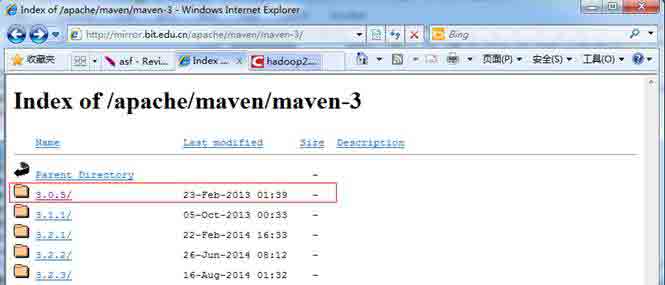 Index of /apache/maven/maven-3 - Windows Internet Explorer
http://mirror.bit.edu.cn/apache/maven/maven-3/
Bing
收藏夹
asf - Revi...
Index ...
hadoop2...
页面(P)
安全(S)
工具(O)
Index of /apache/maven/maven-3
Name Last modified Size Description
Parent Directory -
3.0.5/ 23-Feb-2013 01:39 -
3.1.1/ 05-Oct-2013 00:33 -
3.2.1/ 22-Feb-2014 16:33 -
3.2.2/ 26-Jun-2014 08:12 -
3.2.3/ 16-Aug-2014 01:32 -